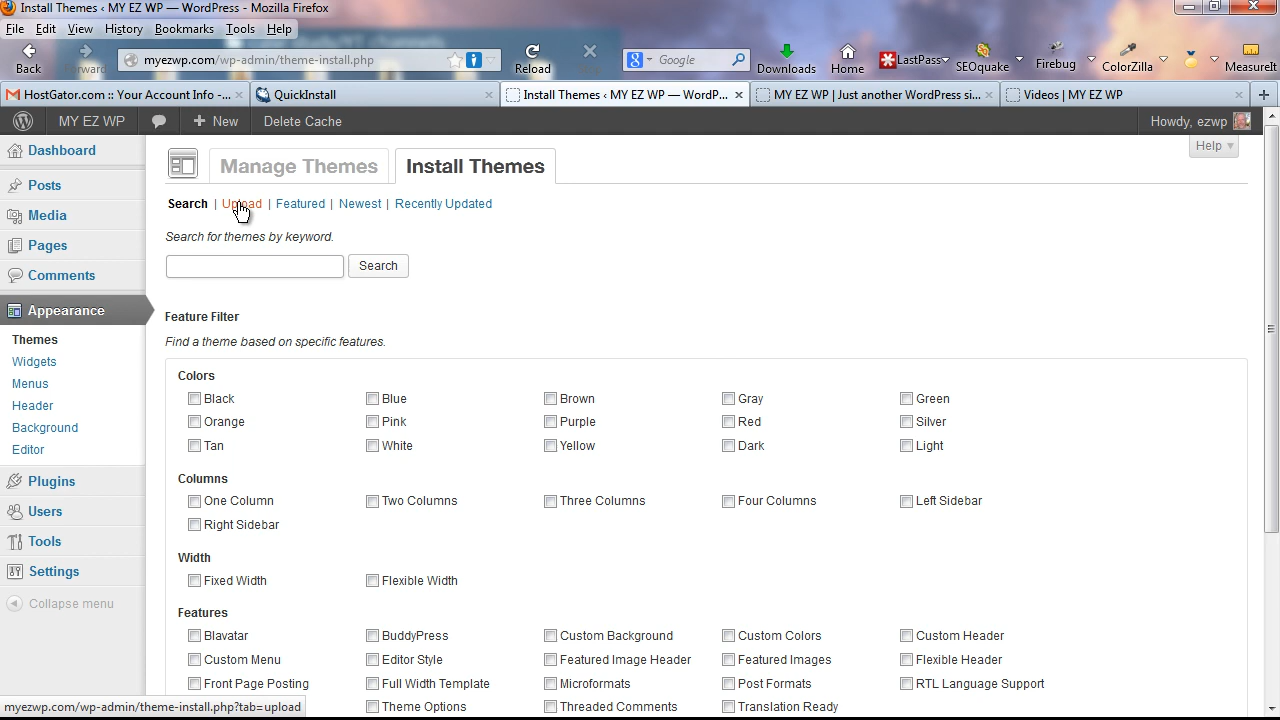 Install Themes ‹ MY EZ WP — WordPress - Mozilla Firefox
File Edit View History Bookmarks Tools Help
Back Forward myezwp.com/wp-admin/theme-install.php Reload Google Downloads Home LastPass SEOquake Firebug ColorZilla MeasureIt
HostGator.com :: Your Account Info -... QuickInstall Install Themes ‹ MY EZ WP — WordP... MY EZ WP | Just another WordPress si... Videos | MY EZ WP
MY EZ WP New Delete Cache Howdy, ezwp
Help
Manage Themes Install Themes
Search | Upload | Featured | Newest | Recently Updated
Search for themes by keyword.
Search
Feature Filter
Find a theme based on specific features.
Colors
Black Blue Brown Gray Green
Orange Pink Purple Red Silver
Tan White Yellow Dark Light
Columns
One Column Two Columns Three Columns Four Columns Left Sidebar
Right Sidebar
Width
Fixed Width Flexible Width
Features
Blavatar BuddyPress Custom Background Custom Colors Custom Header
Custom Menu Editor Style Featured Image Header Featured Images Flexible Header
Front Page Posting Full Width Template Microformats Post Formats RTL Language Support
Theme Options Threaded Comments Translation Ready
Dashboard
Posts
Media
Pages
Comments
Appearance
Themes
Widgets
Menus
Header
Background
Editor
Plugins
Users
Tools
Settings
Collapse menu
myezwp.com/wp-admin/theme-install.php?tab=upload